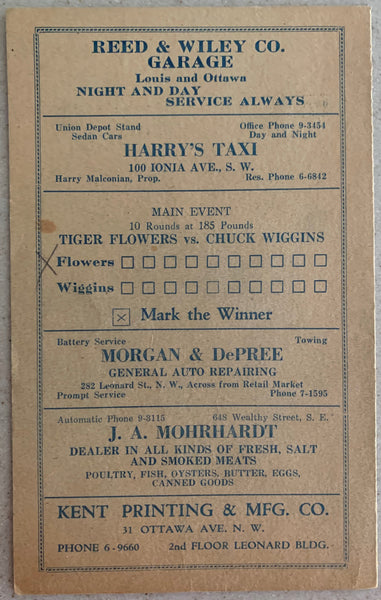 REED & WILEY CO.
GARAGE
Louis and Ottawa
NIGHT AND DAY
SERVICE ALWAYS
Union Depot Stand Office Phone 9-3454
Sedan Cars Day and Night
HARRY'S TAXI
100 IONIA AVE., S. W.
Harry Malconian, Prop. Res. Phone 6-6842
MAIN EVENT
10 Rounds at 185 Pounds
TIGER FLOWERS vs. CHUCK WIGGINS
Flowers
Wiggins
Mark the Winner
Battery Service Towing
MORGAN & DePREE
GENERAL AUTO REPAIRING
282 Leonard St., N. W., Across from Retail Market
Prompt Service Phone 7-1595
Automatic Phone 9-3115 648 Wealthy Street, S. E.
J. A. MOHRHARDT
DEALER IN ALL KINDS OF FRESH, SALT
AND SMOKED MEATS
POULTRY, FISH, OYSTERS, BUTTER, EGGS,
CANNED GOODS
KENT PRINTING & MFG. CO.
31 OTTAWA AVE. N. W.
PHONE 6-9660 2nd FLOOR LEONARD BLDG.